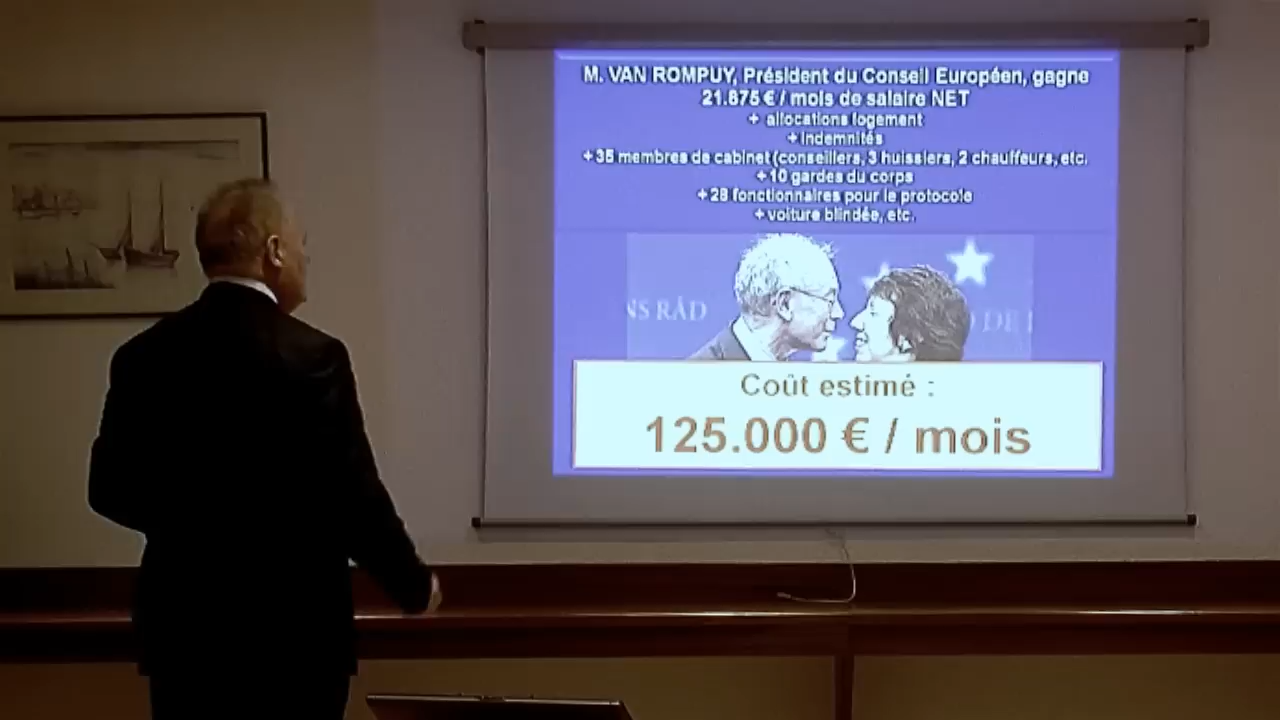 M. VAN ROMPUY, Président du Conseil Européen, gagne
21.875 € / mois de salaire NET
+ allocations logement
+ indemnités
+ 35 membres de cabinet (conseillers, 3 huissiers, 2 chauffeurs, etc.
+ 10 gardes du corps
+ 28 fonctionnaires pour le protocole
+ voiture blindée, etc.
NS RÅD
DE
Coût estimé :
125.000 € / mois